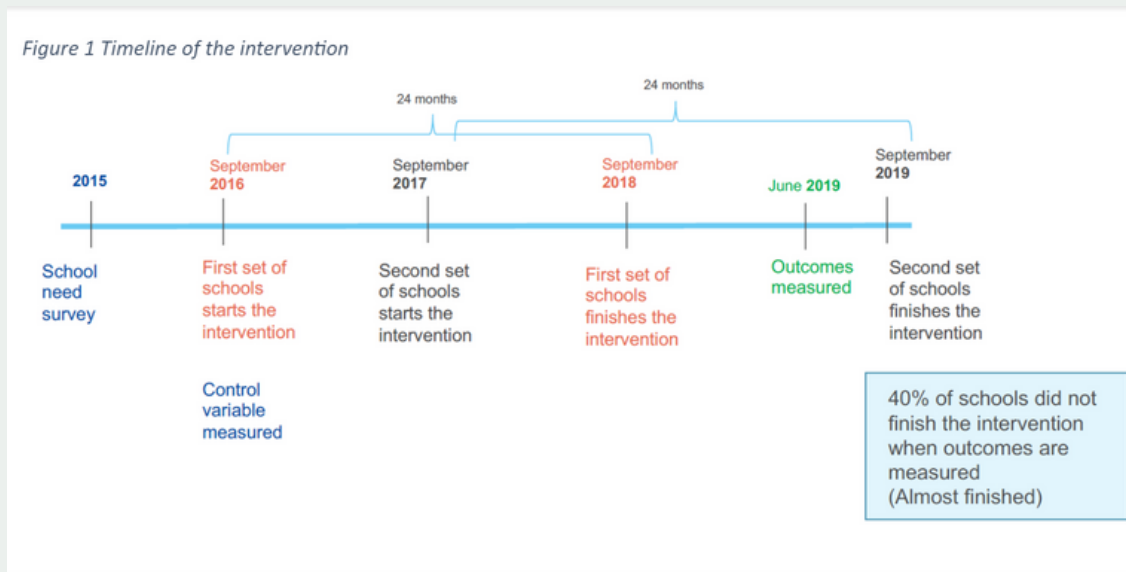 Figure 1 Timeline of the intervention
24 months
24 months
2015
September
2016
September
2017
September
2018
June 2019
September
2019
School
need
survey
First set of
schools
starts the
intervention
Second set
of schools
starts the
intervention
First set of
schools
finishes the
intervention
Outcomes
measured
Second set
of schools
finishes the
intervention
Control
variable
measured
40% of schools did not
finish the intervention
when outcomes are
measured
(Almost finished)